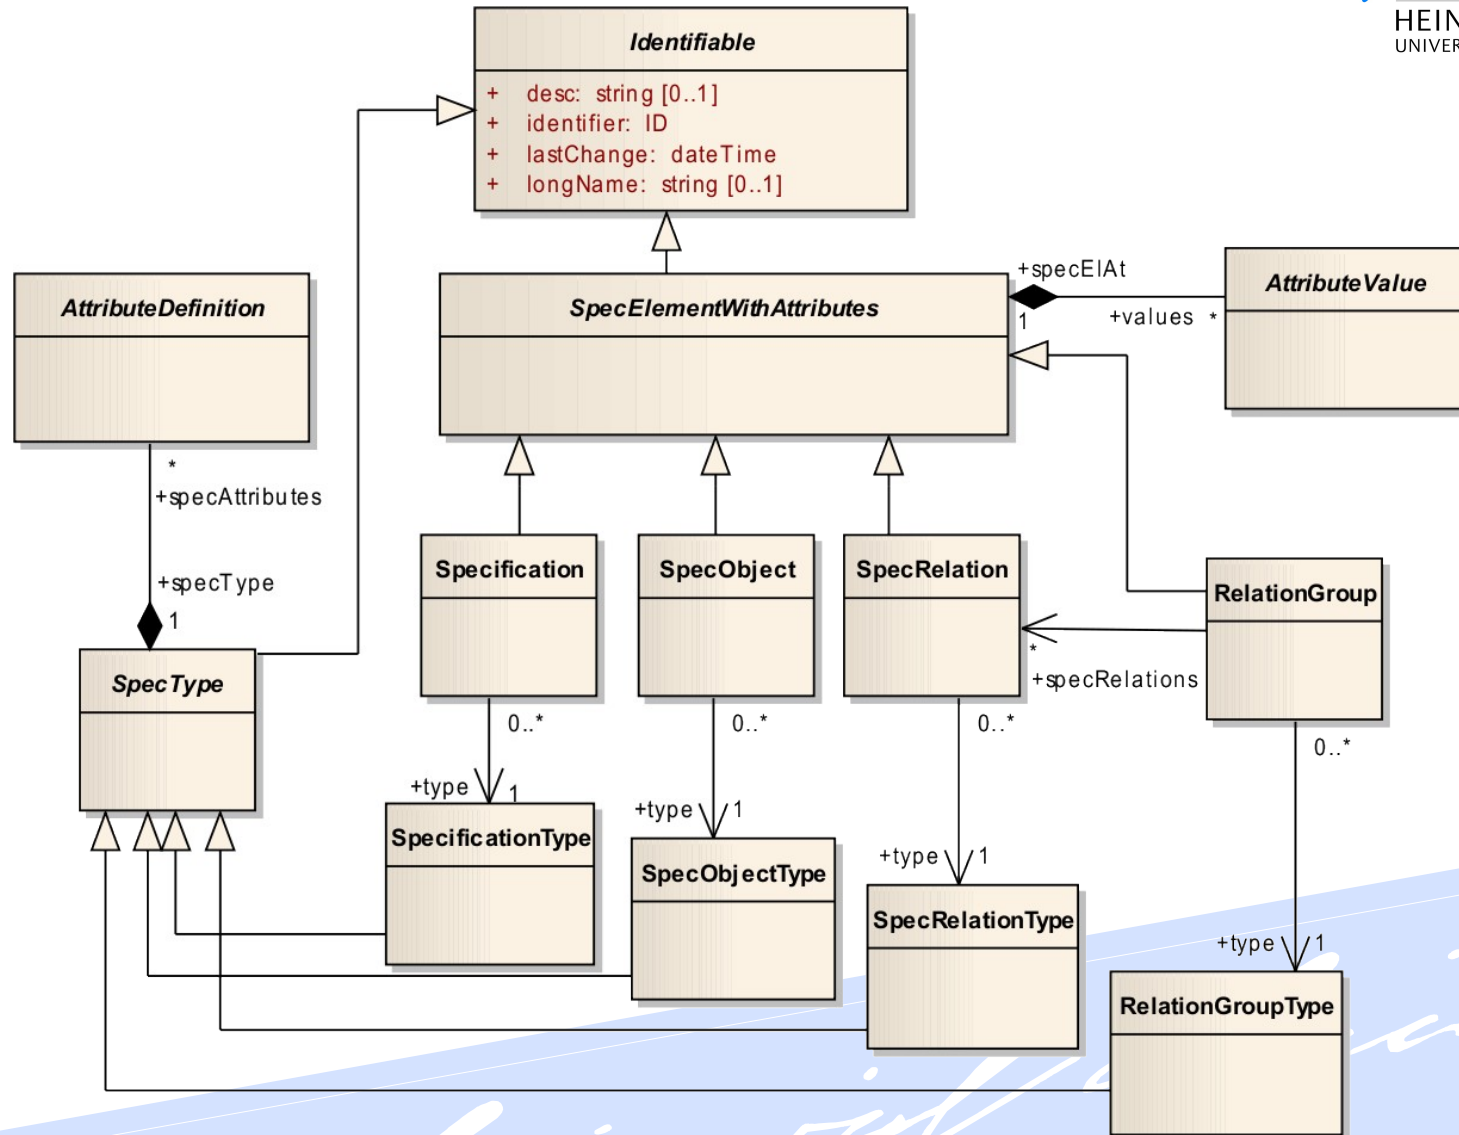 HEIN
UNIVER
Identifiable
+ desc: string [0..1]
+ identifier: ID
+ lastChange: dateTime
+ longName: string [0..1]
AttributeDefinition
SpecElementWithAttributes
+specElAt
1
+values *
AttributeValue
*
+specAttributes
+specType
1
SpecType
Specification
SpecObject
SpecRelation
RelationGroup
*
+specRelations
0..*
0..*
0..*
0..*
+type 1
+type 1
+type 1
+type 1
SpecificationType
SpecObjectType
SpecRelationType
RelationGroupType